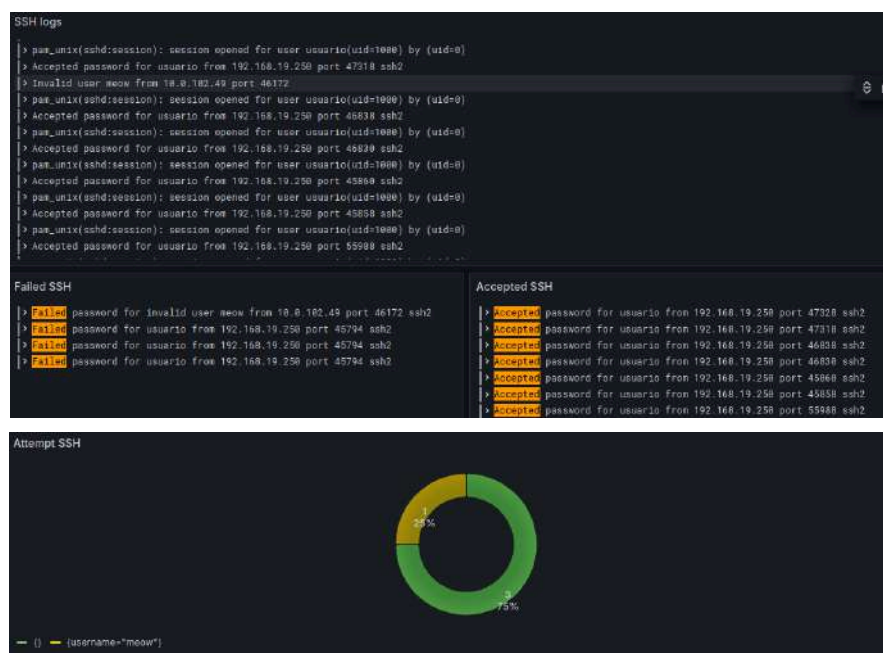 SSH logs
> pam_unix(sshd:session): session opened for user usuario(uid=1000) by (uid=0)
> Accepted password for usuario from 192.168.19.250 port 47318 ssh2
> Invalid user meow from 10.0.102.49 port 46172
> pam_unix(sshd:session): session opened for user usuario(uid=1000) by (uid=0)
> Accepted password for usuario from 192.168.19.250 port 46838 ssh2
> pam_unix(sshd:session): session opened for user usuario(uid=1000) by (uid=0)
> Accepted password for usuario from 192.168.19.250 port 46830 ssh2
> pam_unix(sshd:session): session opened for user usuario(uid=1000) by (uid=0)
> Accepted password for usuario from 192.168.19.250 port 45860 ssh2
> pam_unix(sshd:session): session opened for user usuario(uid=1000) by (uid=0)
> Accepted password for usuario from 192.168.19.250 port 45858 ssh2
> pam_unix(sshd:session): session opened for user usuario(uid=1000) by (uid=0)
> Accepted password for usuario from 192.168.19.250 port 55988 ssh2
Failed SSH
> Failed password for invalid user meow from 10.0.102.49 port 46172 ssh2
> Failed password for usuario from 192.168.19.250 port 45794 ssh2
> Failed password for usuario from 192.168.19.250 port 45794 ssh2
> Failed password for usuario from 192.168.19.250 port 45794 ssh2
Accepted SSH
> Accepted password for usuario from 192.168.19.250 port 47328 ssh2
> Accepted password for usuario from 192.168.19.250 port 47318 ssh2
> Accepted password for usuario from 192.168.19.250 port 46838 ssh2
> Accepted password for usuario from 192.168.19.250 port 46830 ssh2
> Accepted password for usuario from 192.168.19.250 port 45860 ssh2
> Accepted password for usuario from 192.168.19.250 port 45858 ssh2
> Accepted password for usuario from 192.168.19.250 port 55988 ssh2
Attempt SSH
1
25%
3
75%
{} {username="meow"}